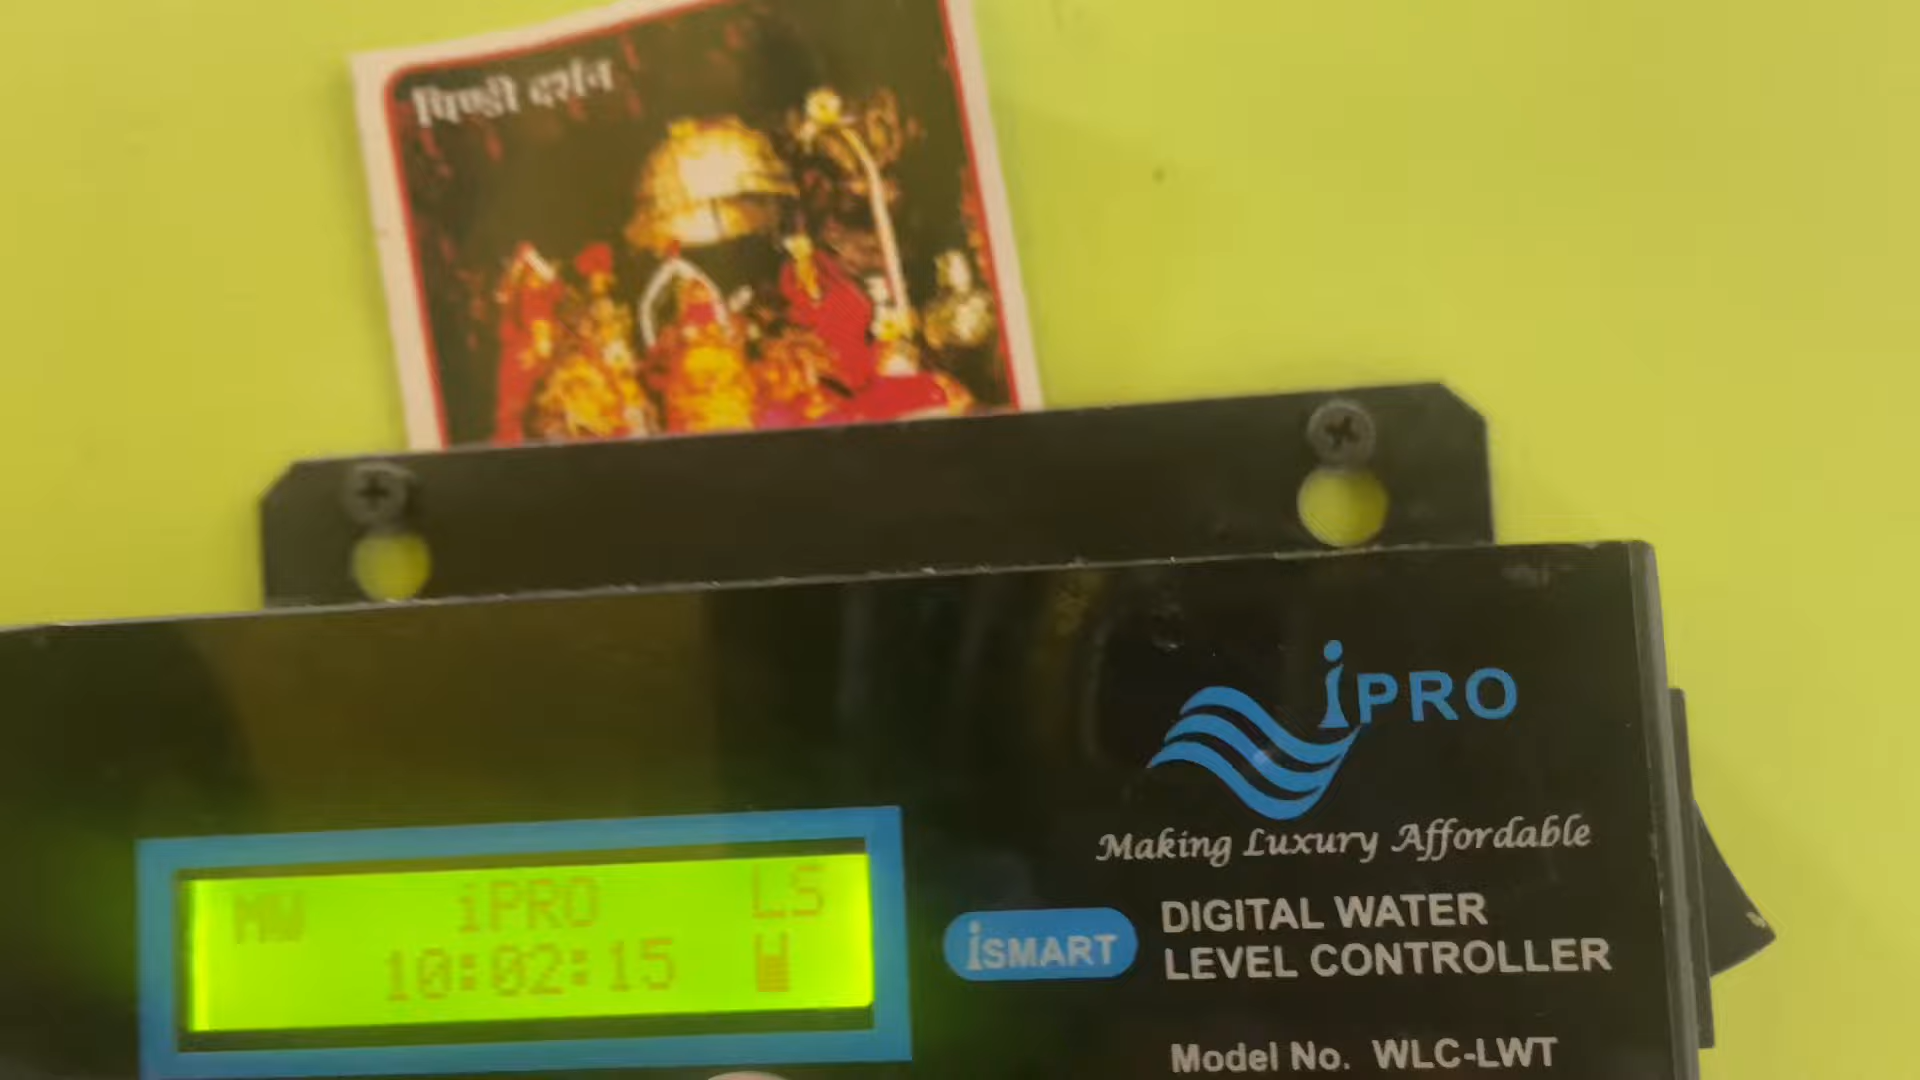 पिण्डी दर्शन
iPRO
Making Luxury Affordable
MW iPRO LS
10:02:15
iSMART
DIGITAL WATER
LEVEL CONTROLLER
Model No. WLC-LWT